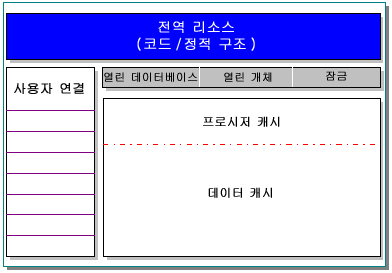 전역 리소스
(코드/정적 구조)
사용자 연결
열린 데이터베이스
열린 개체
잠금
프로시저 캐시
데이터 캐시